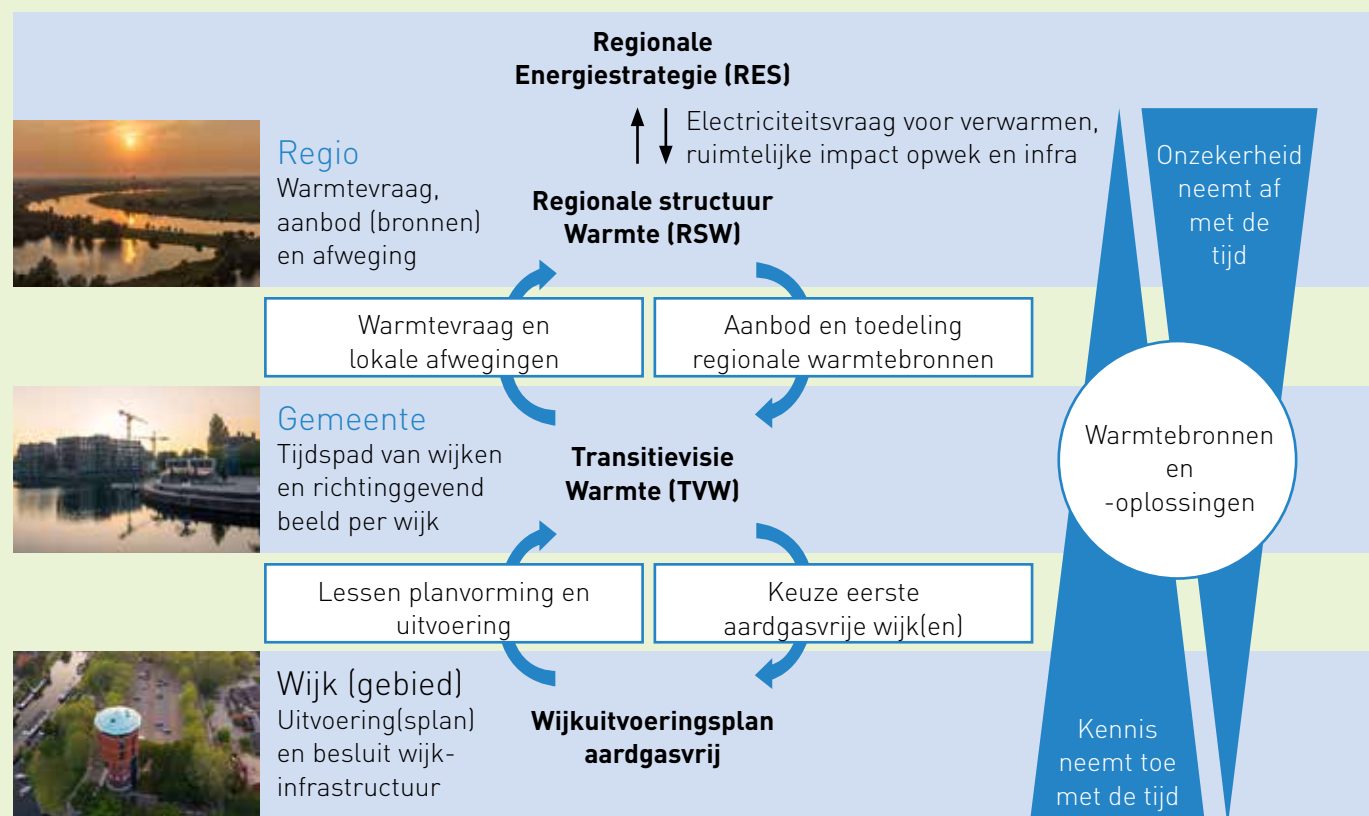 Regionale
Energiestrategie (RES)
Electriciteitsvraag voor verwarmen,
ruimtelijke impact opwek en infra
Regio
Warmtevraag,
aanbod (bronnen)
en afweging
Regionale structuur
Warmte (RSW)
Warmtevraag en
lokale afwegingen
Aanbod en toedeling
regionale warmtebronnen
Gemeente
Tijdspad van wijken
en richtinggevend
beeld per wijk
Transitievisie
Warmte (TVW)
Lessen planvorming en
uitvoering
Keuze eerste
aardgasvrije wijk(en)
Wijk (gebied)
Uitvoering(splan)
en besluit wijk-
infrastructuur
Wijkuitvoeringsplan
aardgasvrij
Onzekerheid
neemt af
met de
tijd
Warmtebronnen
en
-oplossingen
Kennis
neemt toe
met de tijd